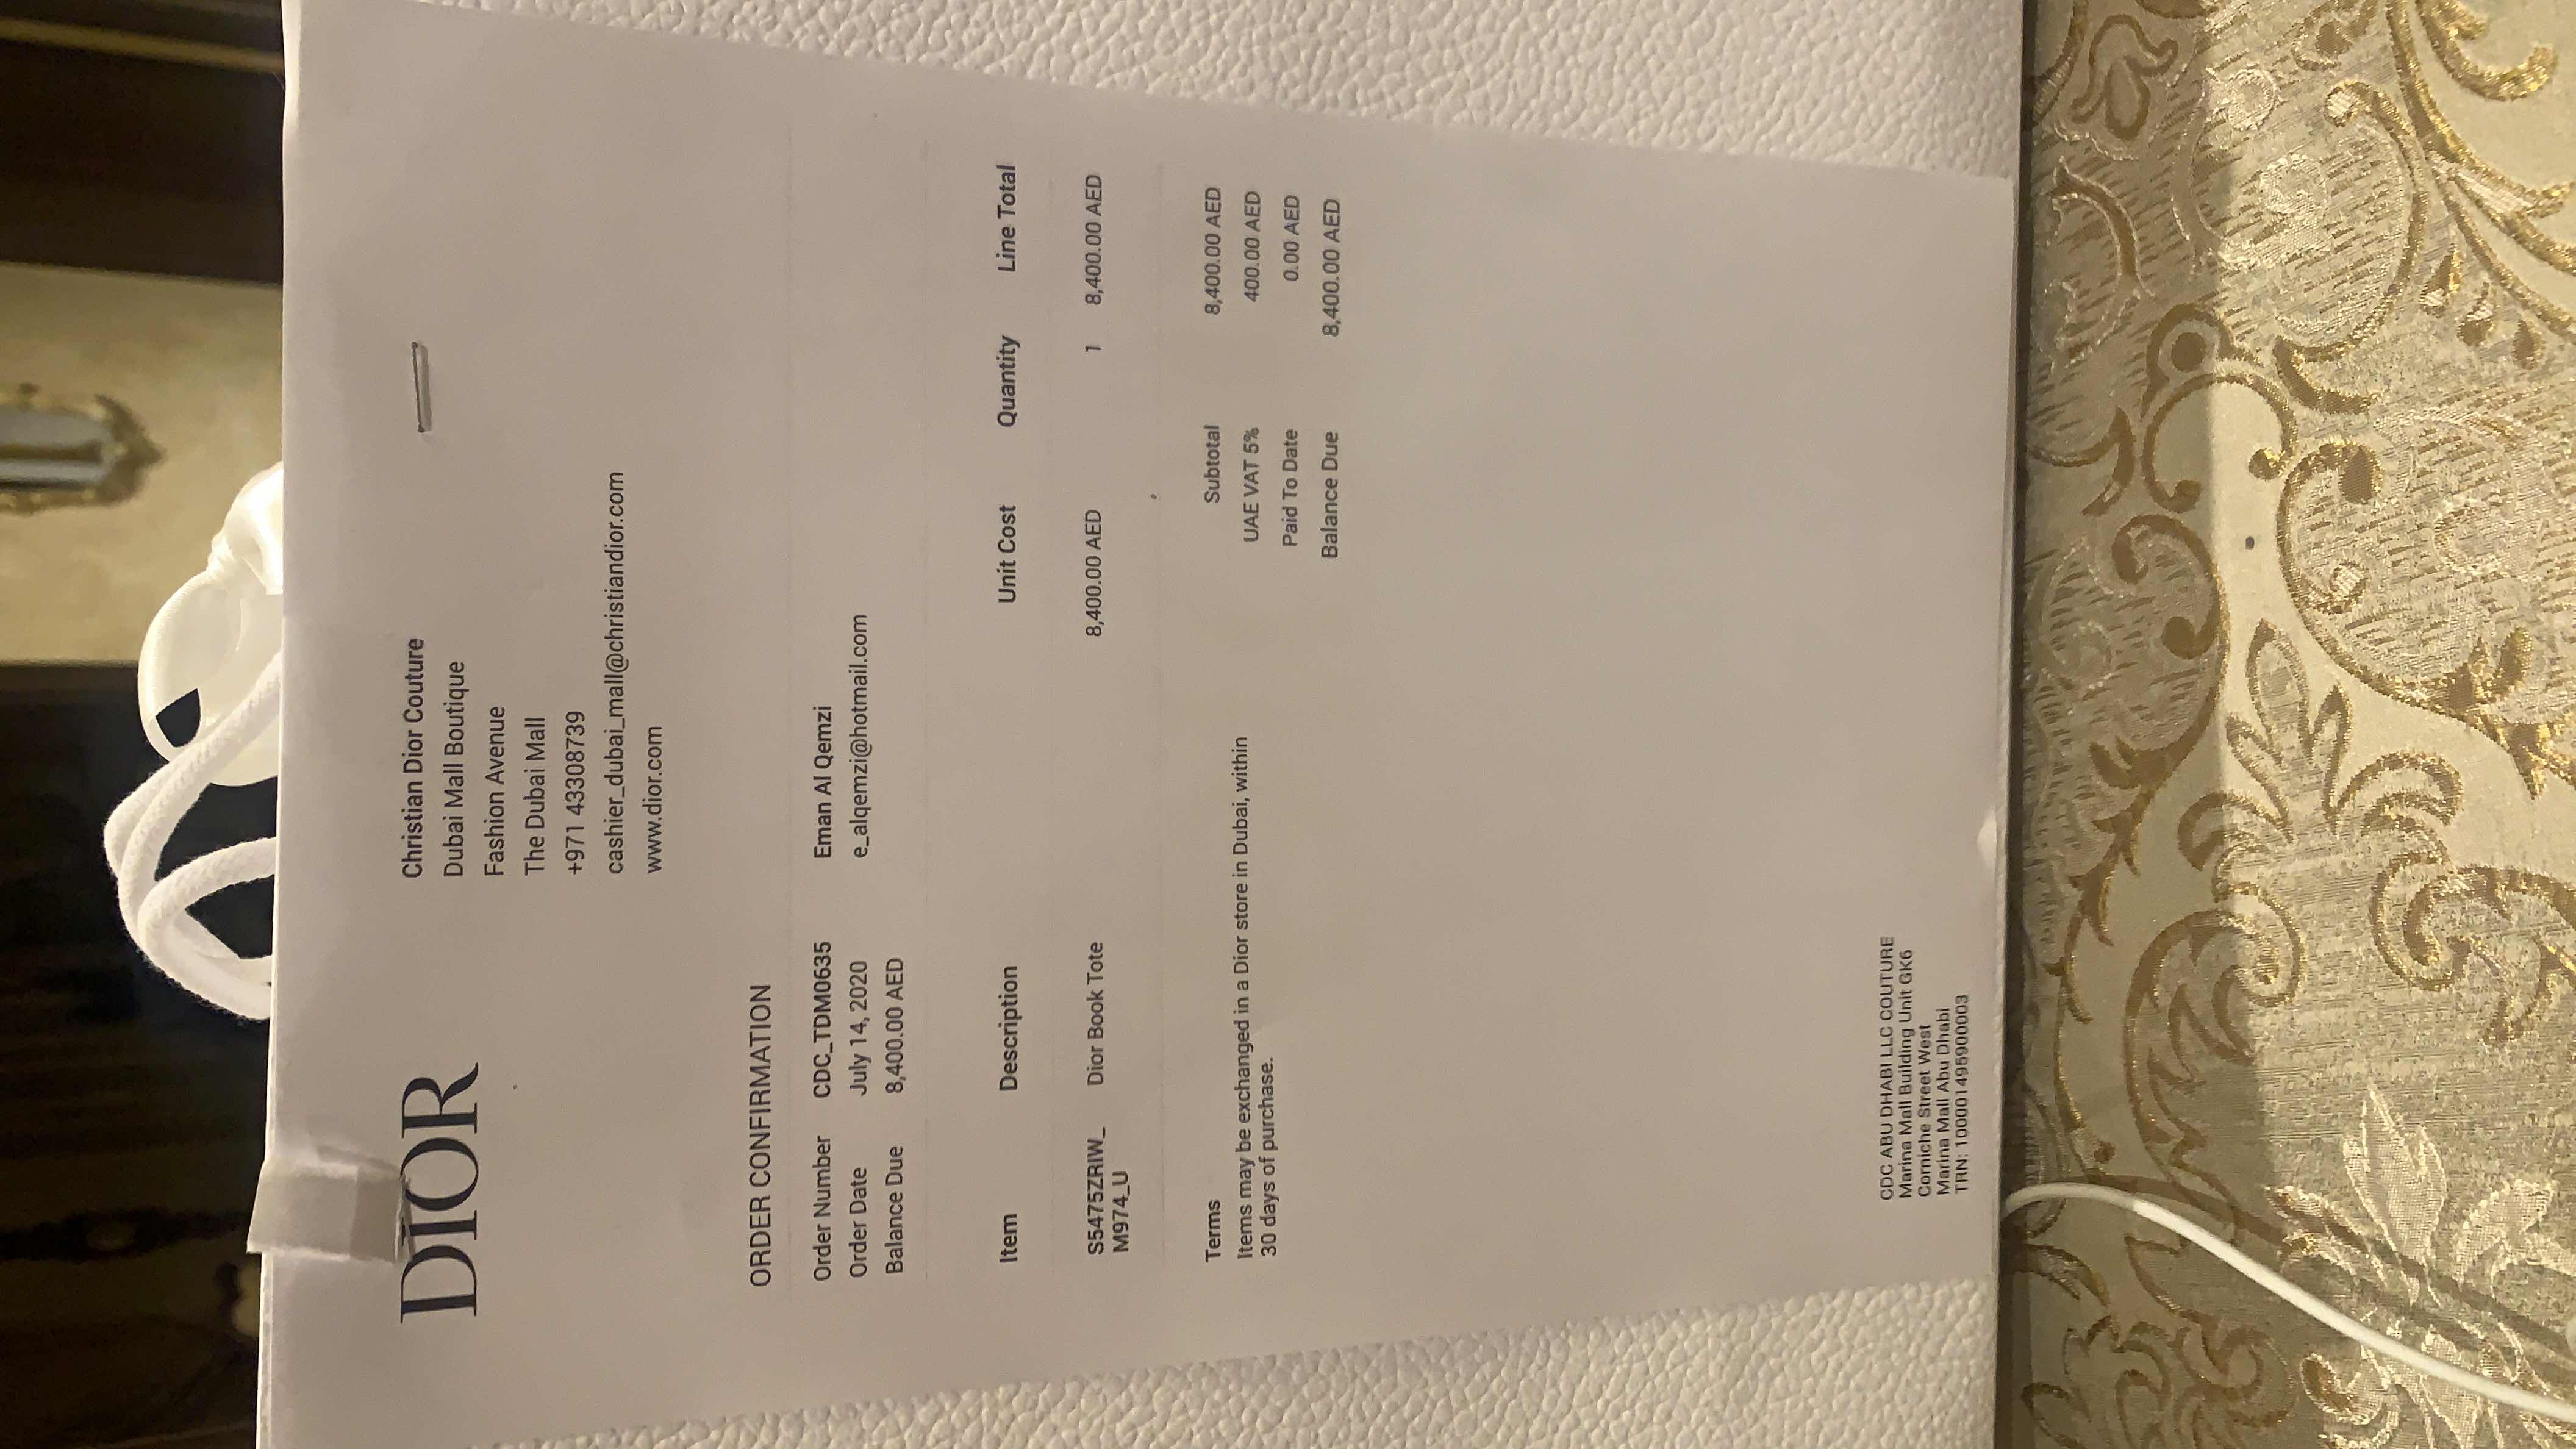 DIOR
Christian Dior Couture
Dubai Mall Boutique
Fashion Avenue
The Dubai Mall
+971 43308739
cashier_dubai_mall@christiandior.com
www.dior.com
ORDER CONFIRMATION
Order Number CDC_TDM0635 Eman Al Qemzi
Order Date July 14, 2020 e_alqemzi@hotmail.com
Balance Due 8,400.00 AED
Item Description Unit Cost Quantity Line Total
S5475ZRIW_ Dior Book Tote 8,400.00 AED 1 8,400.00 AED
M974_U
Terms
Items may be exchanged in a Dior store in Dubai, within
30 days of purchase.
Subtotal 8,400.00 AED
UAE VAT 5% 400.00 AED
Paid To Date 0.00 AED
Balance Due 8,400.00 AED
CDC ABU DHABI LLC COUTURE
Marina Mall Building Unit GK6
Corniche Street West
Marina Mall Abu Dhabi
TRN: 100001495900003